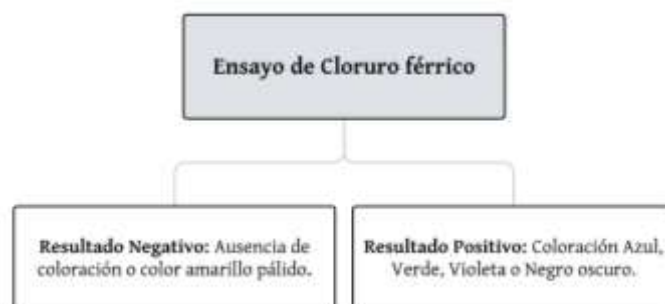 Ensayo de Cloruro férrico
Resultado Negativo: Ausencia de
coloración o color amarillo pálido.
Resultado Positivo: Coloración Azul,
Verde, Violeta o Negro oscuro.